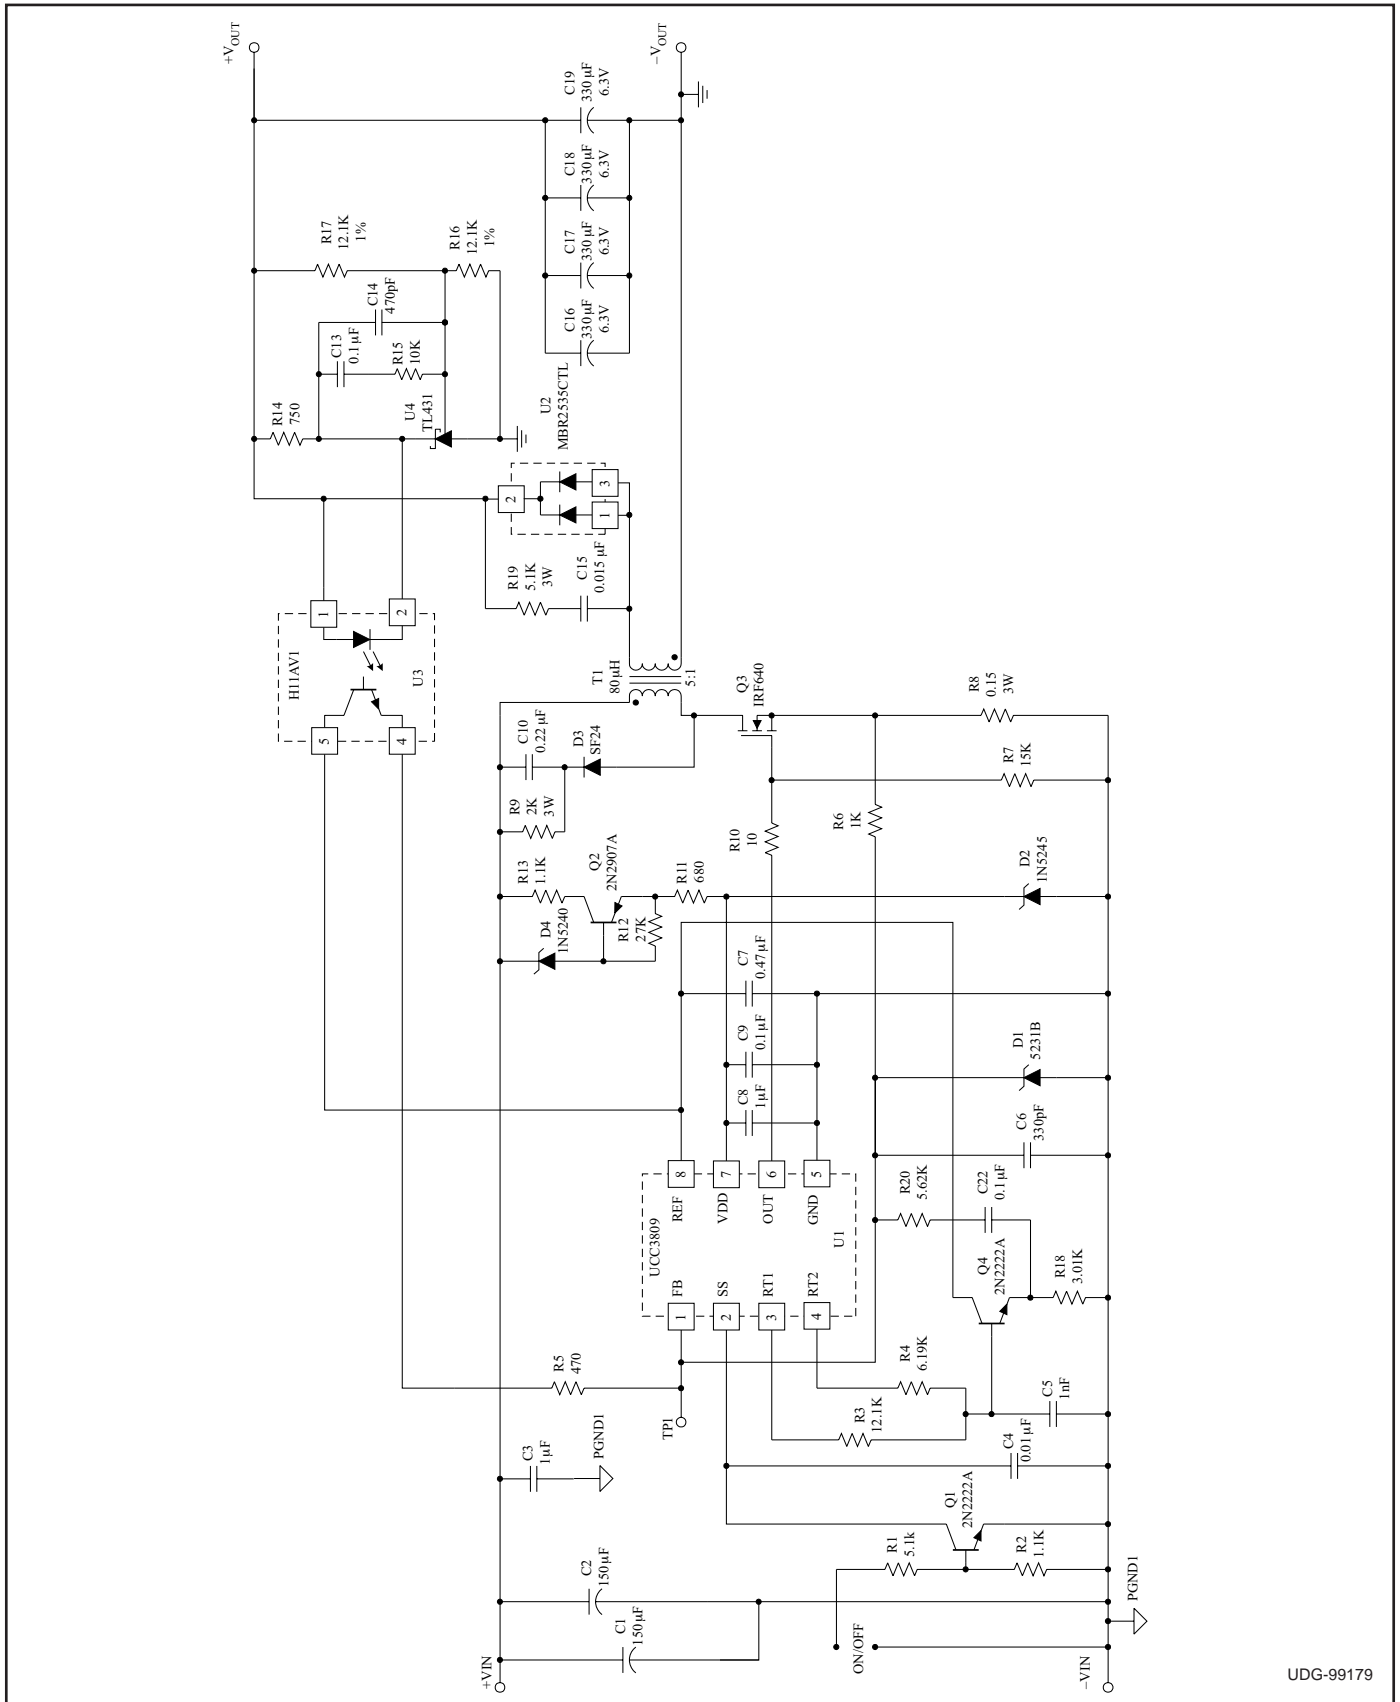 +V_OUT
−V_OUT
C19
330 µF
6.3V
C18
330 µF
6.3V
C17
330 µF
6.3V
C16
330 µF
6.3V
R17
12.1K
1%
R16
12.1K
1%
C14
470pF
C13
0.1 µF
R15
10K
R14
750
U4
TL431
U2
MBR2535CTL
2
1
3
R19
5.1K
3W
C15
0.015 µF
H11AV1
1
2
5
4
U3
T1
80 µH
5:1
Q3
IRF640
R8
0.15
3W
R7
15K
C10
0.22 µF
D3
SF24
R9
2K
3W
R10
10
R6
1K
R13
1.1K
Q2
2N2907A
R11
680
D4
1N5240
R12
27K
D2
1N5245
C7
0.47 µF
C9
0.1 µF
C8
1 µF
D1
5231B
C6
330pF
UCC3809
U1
8
REF
7
VDD
6
OUT
5
GND
FB
1
SS
2
RT1
3
RT2
4
R20
5.62K
C22
0.1 µF
Q4
2N2222A
R18
3.01K
R5
470
TP1
R4
6.19K
R3
12.1K
C5
1nF
C4
0.01 µF
C3
1 µF
PGND1
Q1
2N2222A
R1
5.1k
R2
1.1K
C2
150 µF
C1
150 µF
ON/OFF
PGND1
+VIN
−VIN
UDG-99179